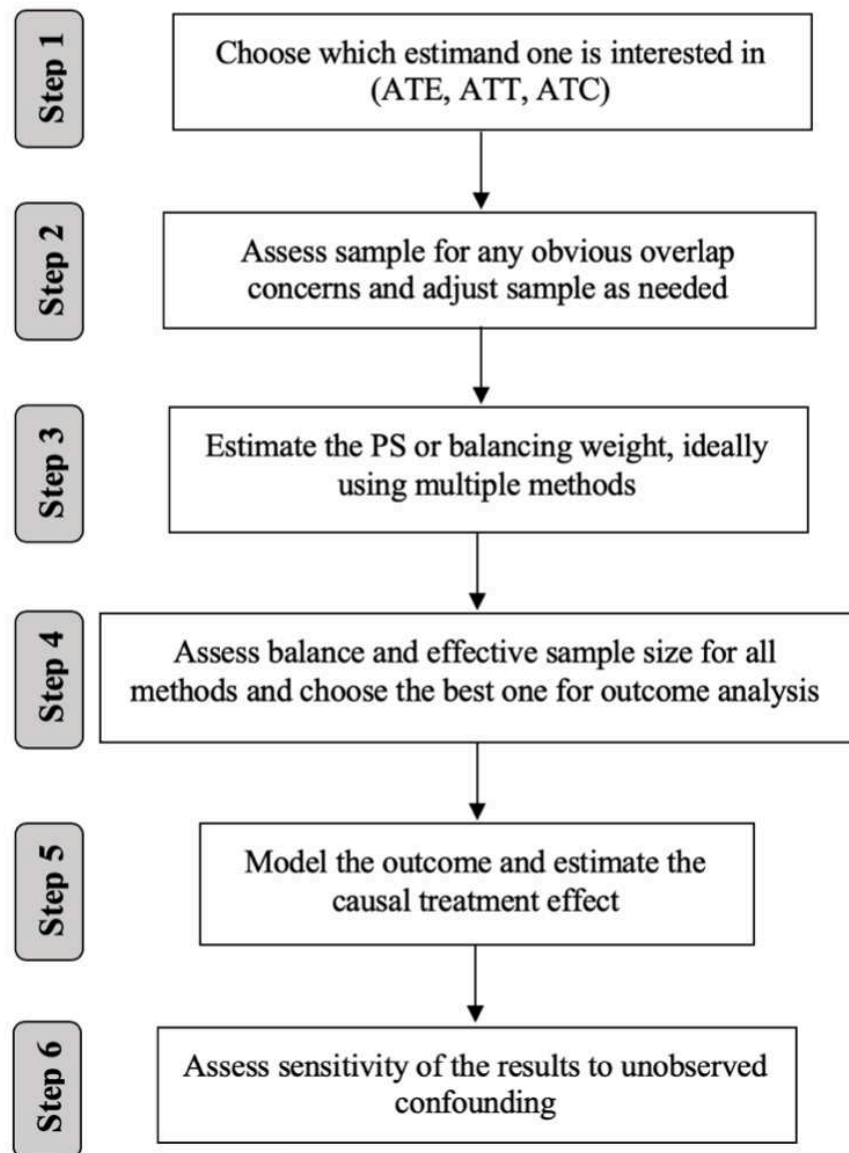 Step 1
Choose which estimand one is interested in
(ATE, ATT, ATC)
Step 2
Assess sample for any obvious overlap
concerns and adjust sample as needed
Step 3
Estimate the PS or balancing weight, ideally
using multiple methods
Step 4
Assess balance and effective sample size for all
methods and choose the best one for outcome analysis
Step 5
Model the outcome and estimate the
causal treatment effect
Step 6
Assess sensitivity of the results to unobserved
confounding